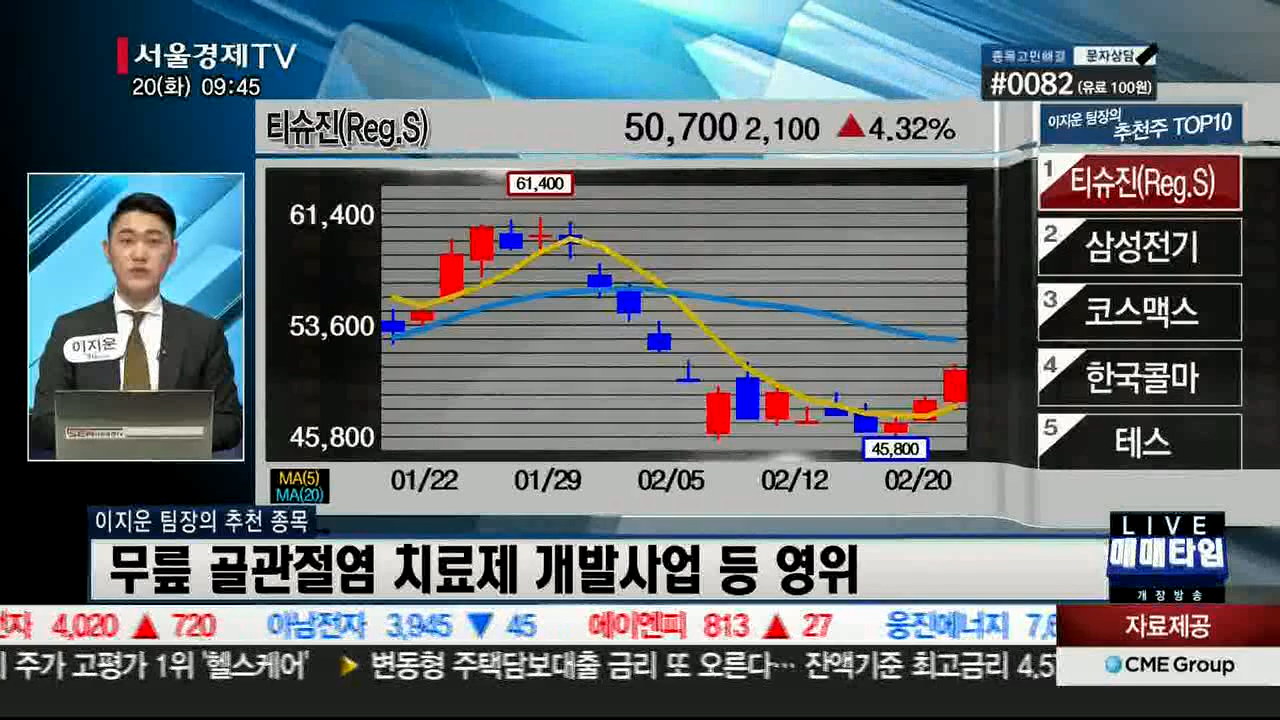 서울경제TV
20(화) 09:45
종목고민해결 문자상담
#0082 (유료 100원)
티슈진(Reg.S) 50,700 2,100 ▲4.32%
이지운 팀장의
추천주 TOP10
1 티슈진(Reg.S)
2 삼성전기
3 코스맥스
4 한국콜마
5 테스
61,400
61,400
53,600
45,800
45,800
MA(5)
MA(20)
01/22 01/29 02/05 02/12 02/20
이지운
이지운 팀장의 추천 종목
무릎 골관절염 치료제 개발사업 등 영위
LIVE
매매타임
개장방송
전자 4,020 ▲ 720 아남전자 3,945 ▼ 45 에이엔피 813 ▲ 27 웅진에너지
자료제공
주가 고평가 1위 '헬스케어' ▶ 변동형 주택담보대출 금리 또 오른다… 잔액기준 최고금리 4.5
CME Group